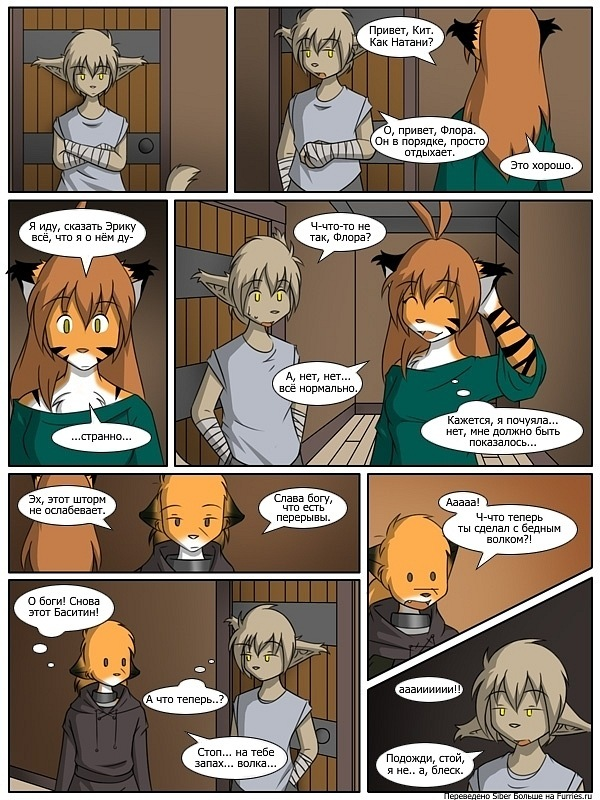 Привет, Кит.
Как Натани?
О, привет, Флора.
Он в порядке, просто
отдыхает.
Это хорошо.
Я иду, сказать Эрику
всё, что я о нём ду-
...странно...
Ч-что-то не
так, Флора?
А, нет, нет...
всё нормально.
Кажется, я почуяла...
нет, мне должно быть
показалось...
Эх, этот шторм
не ослабевает.
Слава богу,
что есть
перерывы.
О боги! Снова
этот Баситин!
А что теперь..?
Стоп... на тебе
запах... волка...
Ааааа!
Ч-что теперь
ты сделал с бедным
волком?!
аааииииии!!
Подожди, стой,
я не.. а, блеск.
Переведено Siber Больше на Furries.ru